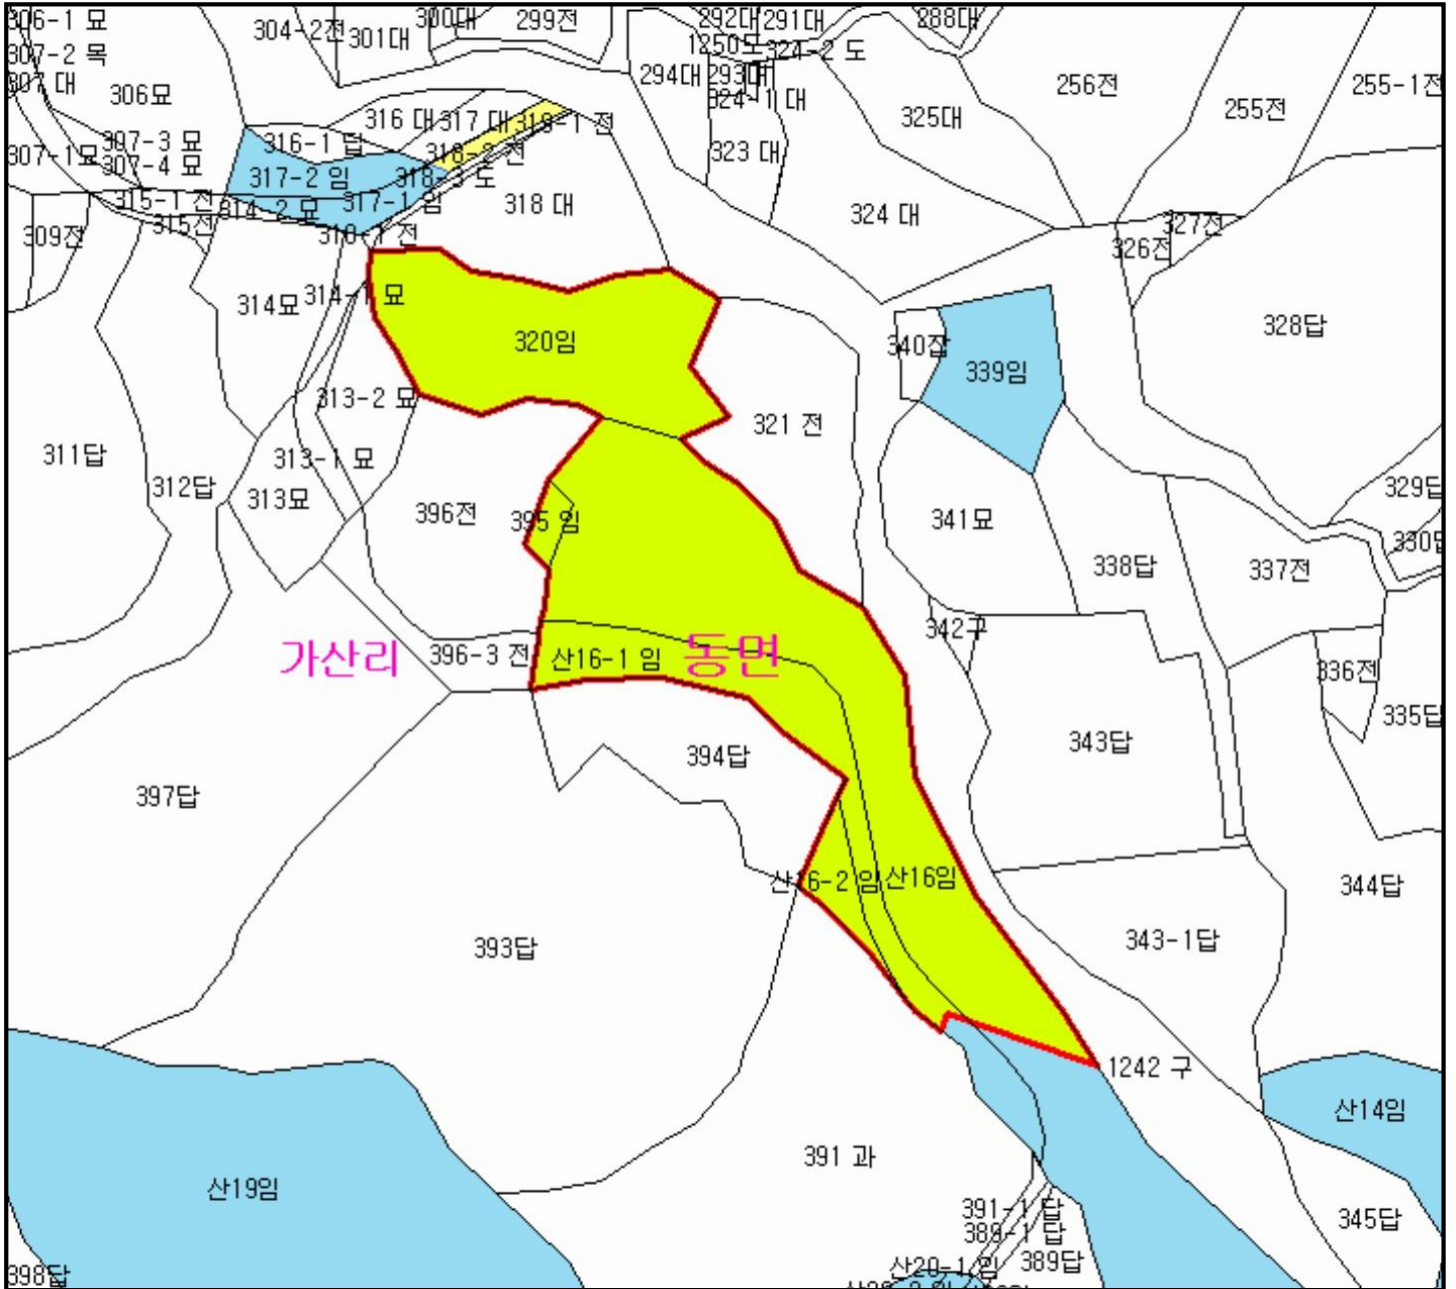 306-1 묘
304-2전
301대
300대
299전
292대
291대
288대
307-2 목
1250도
324-2 도
307 대
306묘
294대
293대
324-1 대
325대
256전
255전
255-1전
316 대
317 대
319-1 전
307-3 묘
316-1 답
307-1묘
307-4 묘
318-2 전
323 대
317-2 임
318-3 도
315-1 전
314-2 묘
317-1 임
318 대
324 대
309전
315전
326전
327전
314묘
314-1 묘
320임
340잡
339임
328답
313-2 묘
321 전
311답
313-1 묘
312답
313묘
396전
395 임
341묘
329답
338답
337전
342구
가산리
396-3 전
산16-1 임
동면
336전
335답
397답
394답
343답
산16-2 임
산16임
344답
393답
343-1답
1242 구
산14임
391 과
산19임
391-1 답
389-1 답
345답
산20-1 임
389답
398답